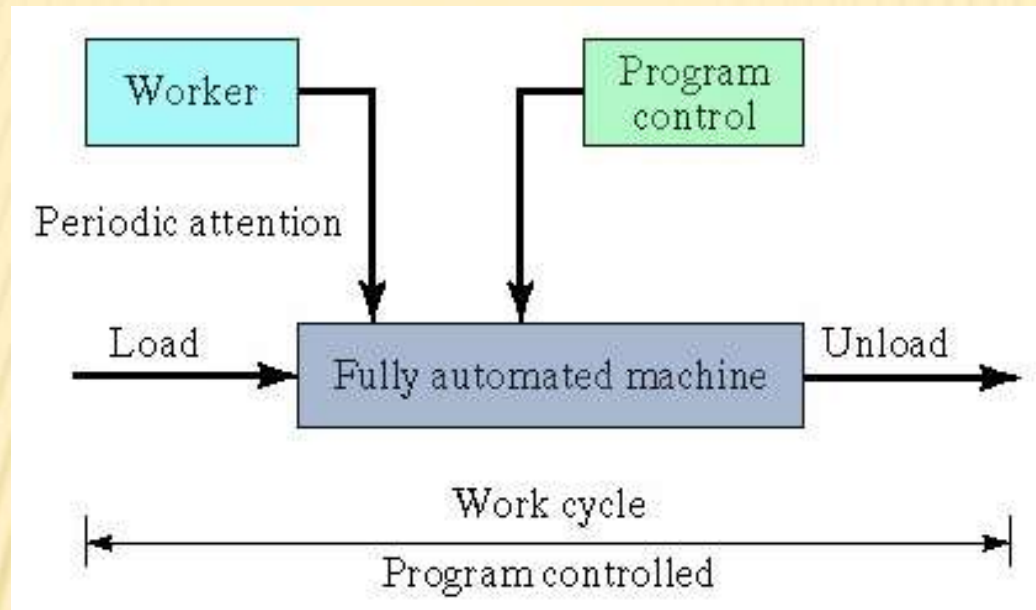 Worker
Program
control
Periodic attention
Load
Unload
Fully automated machine
Work cycle
Program controlled